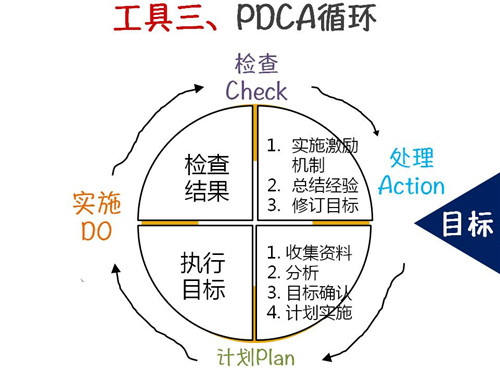 工具三、PDCA循环
检查
Check
处理
Action
实施
DO
计划Plan
目标
检查
结果
1. 实施激励
机制
2. 总结经验
3. 修订目标
执行
目标
1. 收集资料
2. 分析
3. 目标确认
4. 计划实施